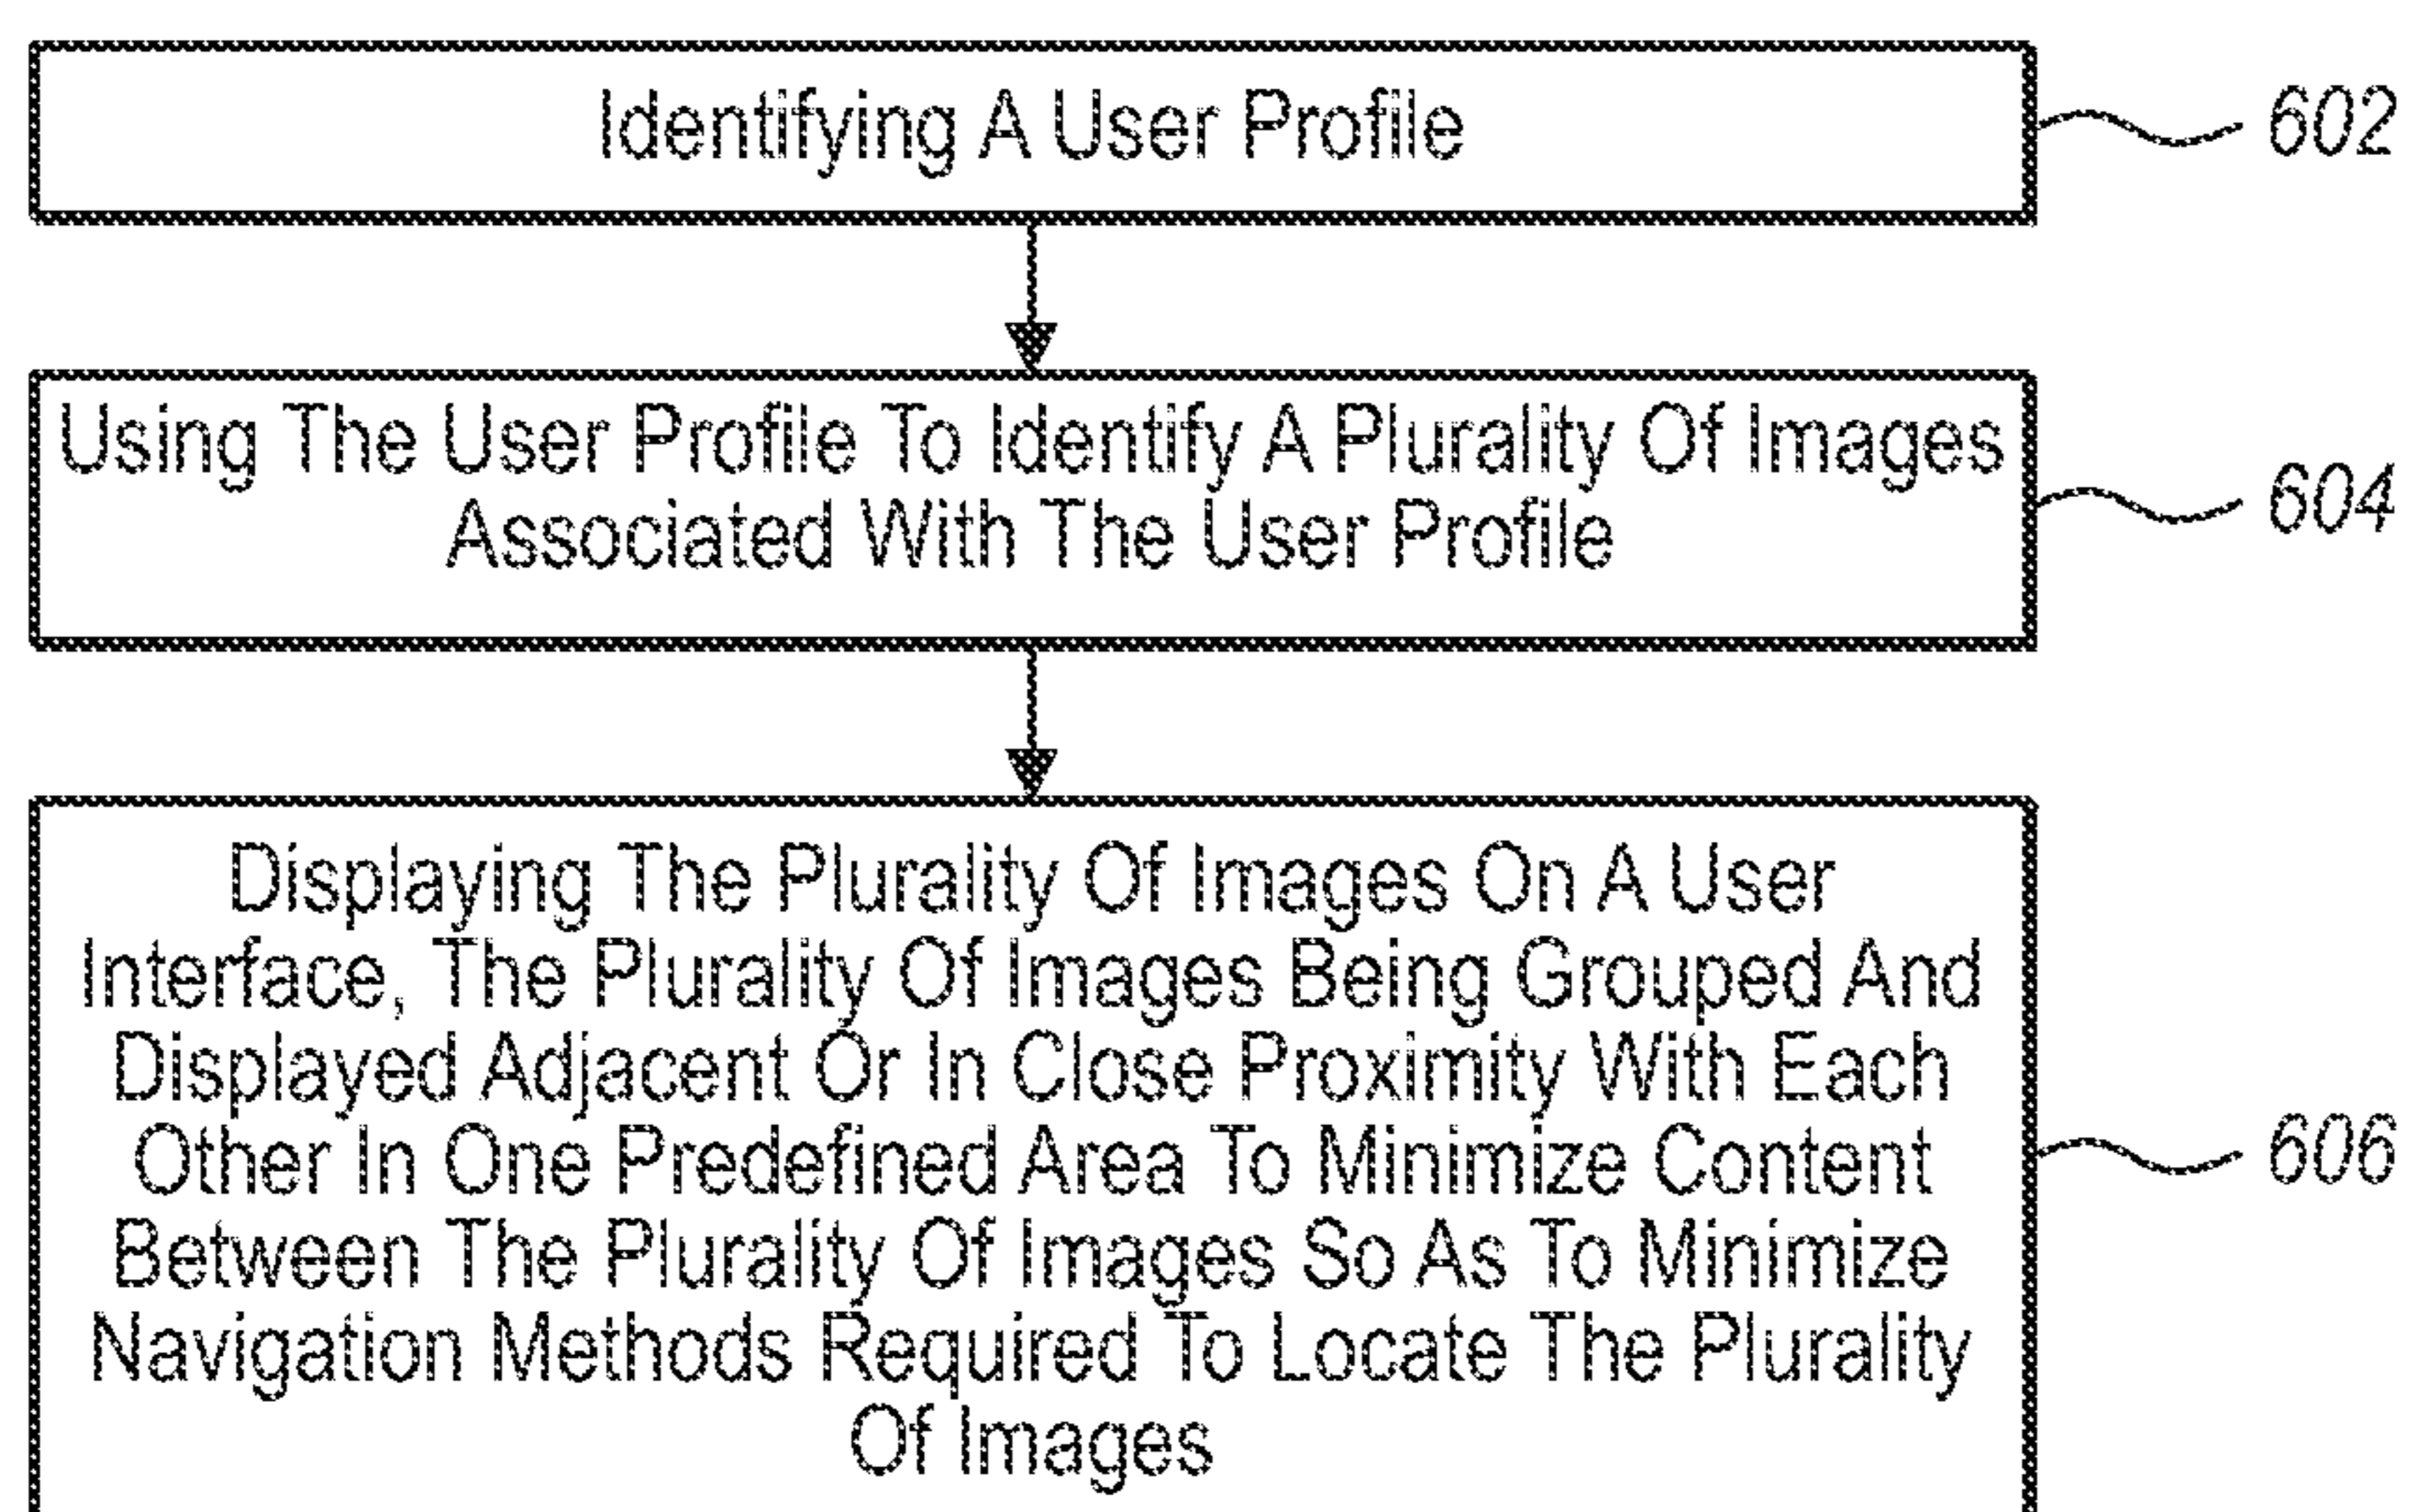 Identifying A User Profile
602
Using The User Profile To Identify A Plurality Of Images
Associated With The User Profile
604
Displaying The Plurality Of Images On A User
Interface, The Plurality Of Images Being Grouped And
Displayed Adjacent Or In Close Proximity With Each
Other In One Predefined Area To Minimize Content
Between The Plurality Of Images So As To Minimize
Navigation Methods Required To Locate The Plurality
Of Images
606